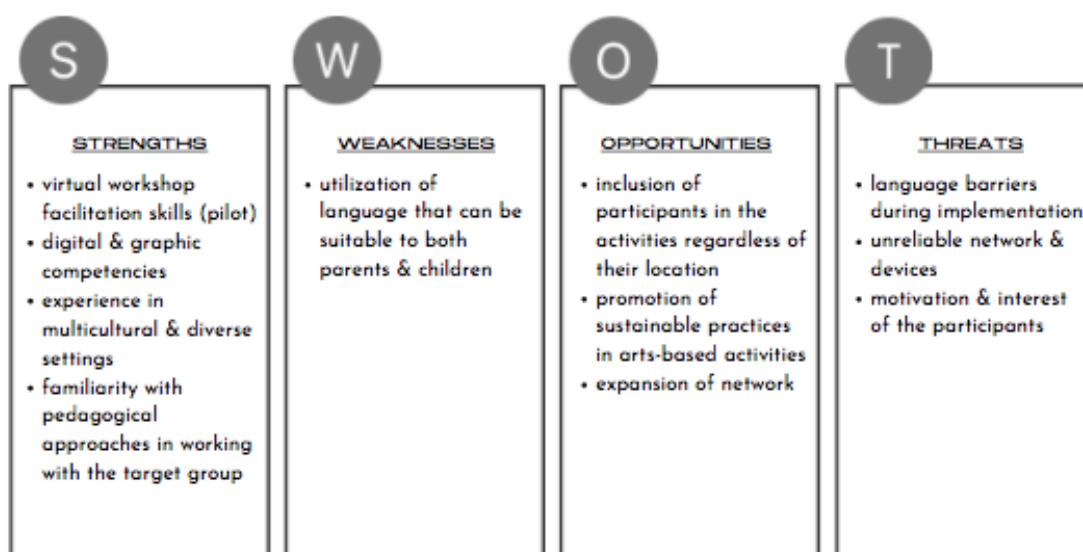 S
STRENGTHS
• virtual workshop
facilitation skills (pilot)
• digital & graphic
competencies
• experience in
multicultural & diverse
settings
• familiarity with
pedagogical
approaches in working
with the target group
W
WEAKNESSES
• utilization of
language that can be
suitable to both
parents & children
O
OPPORTUNITIES
• inclusion of
participants in the
activities regardless of
their location
• promotion of
sustainable practices
in arts-based activities
• expansion of network
T
THREATS
• language barriers
during implementation
• unreliable network &
devices
• motivation & interest
of the participants